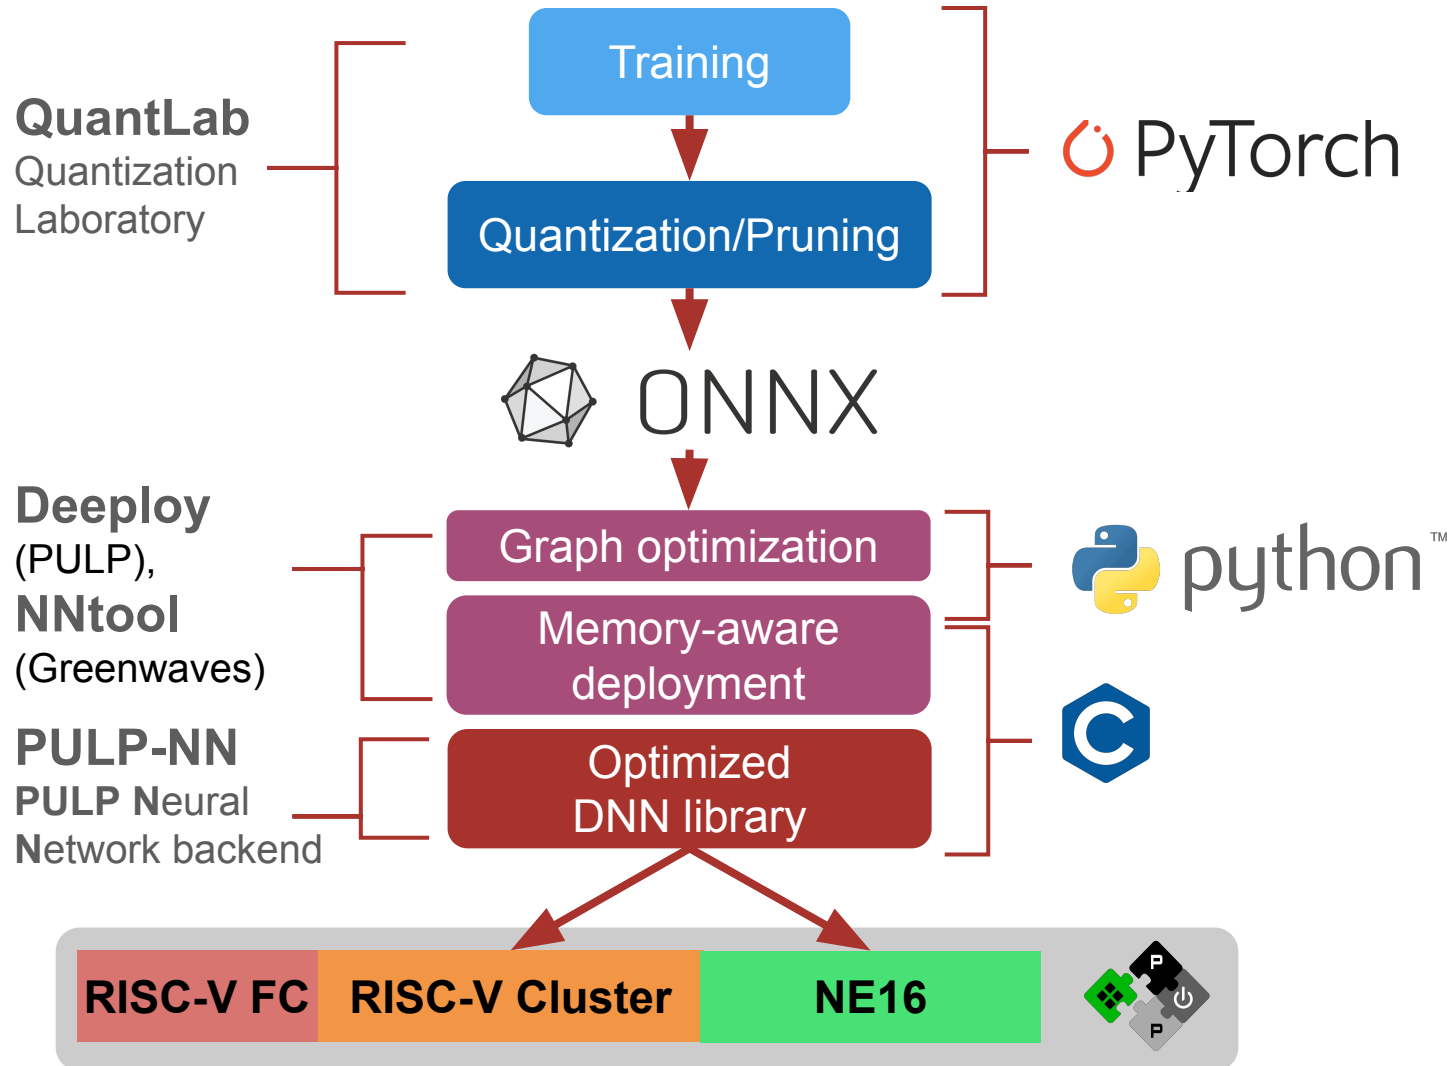 Training
QuantLab
Quantization
Laboratory
PyTorch
Quantization/Pruning
ONNX
Deeploy
(PULP),
NNtool
(Greenwaves)
Graph optimization
python™
Memory-aware
deployment
C
PULP-NN
PULP Neural
Network backend
Optimized
DNN library
RISC-V FC
RISC-V Cluster
NE16
P
P